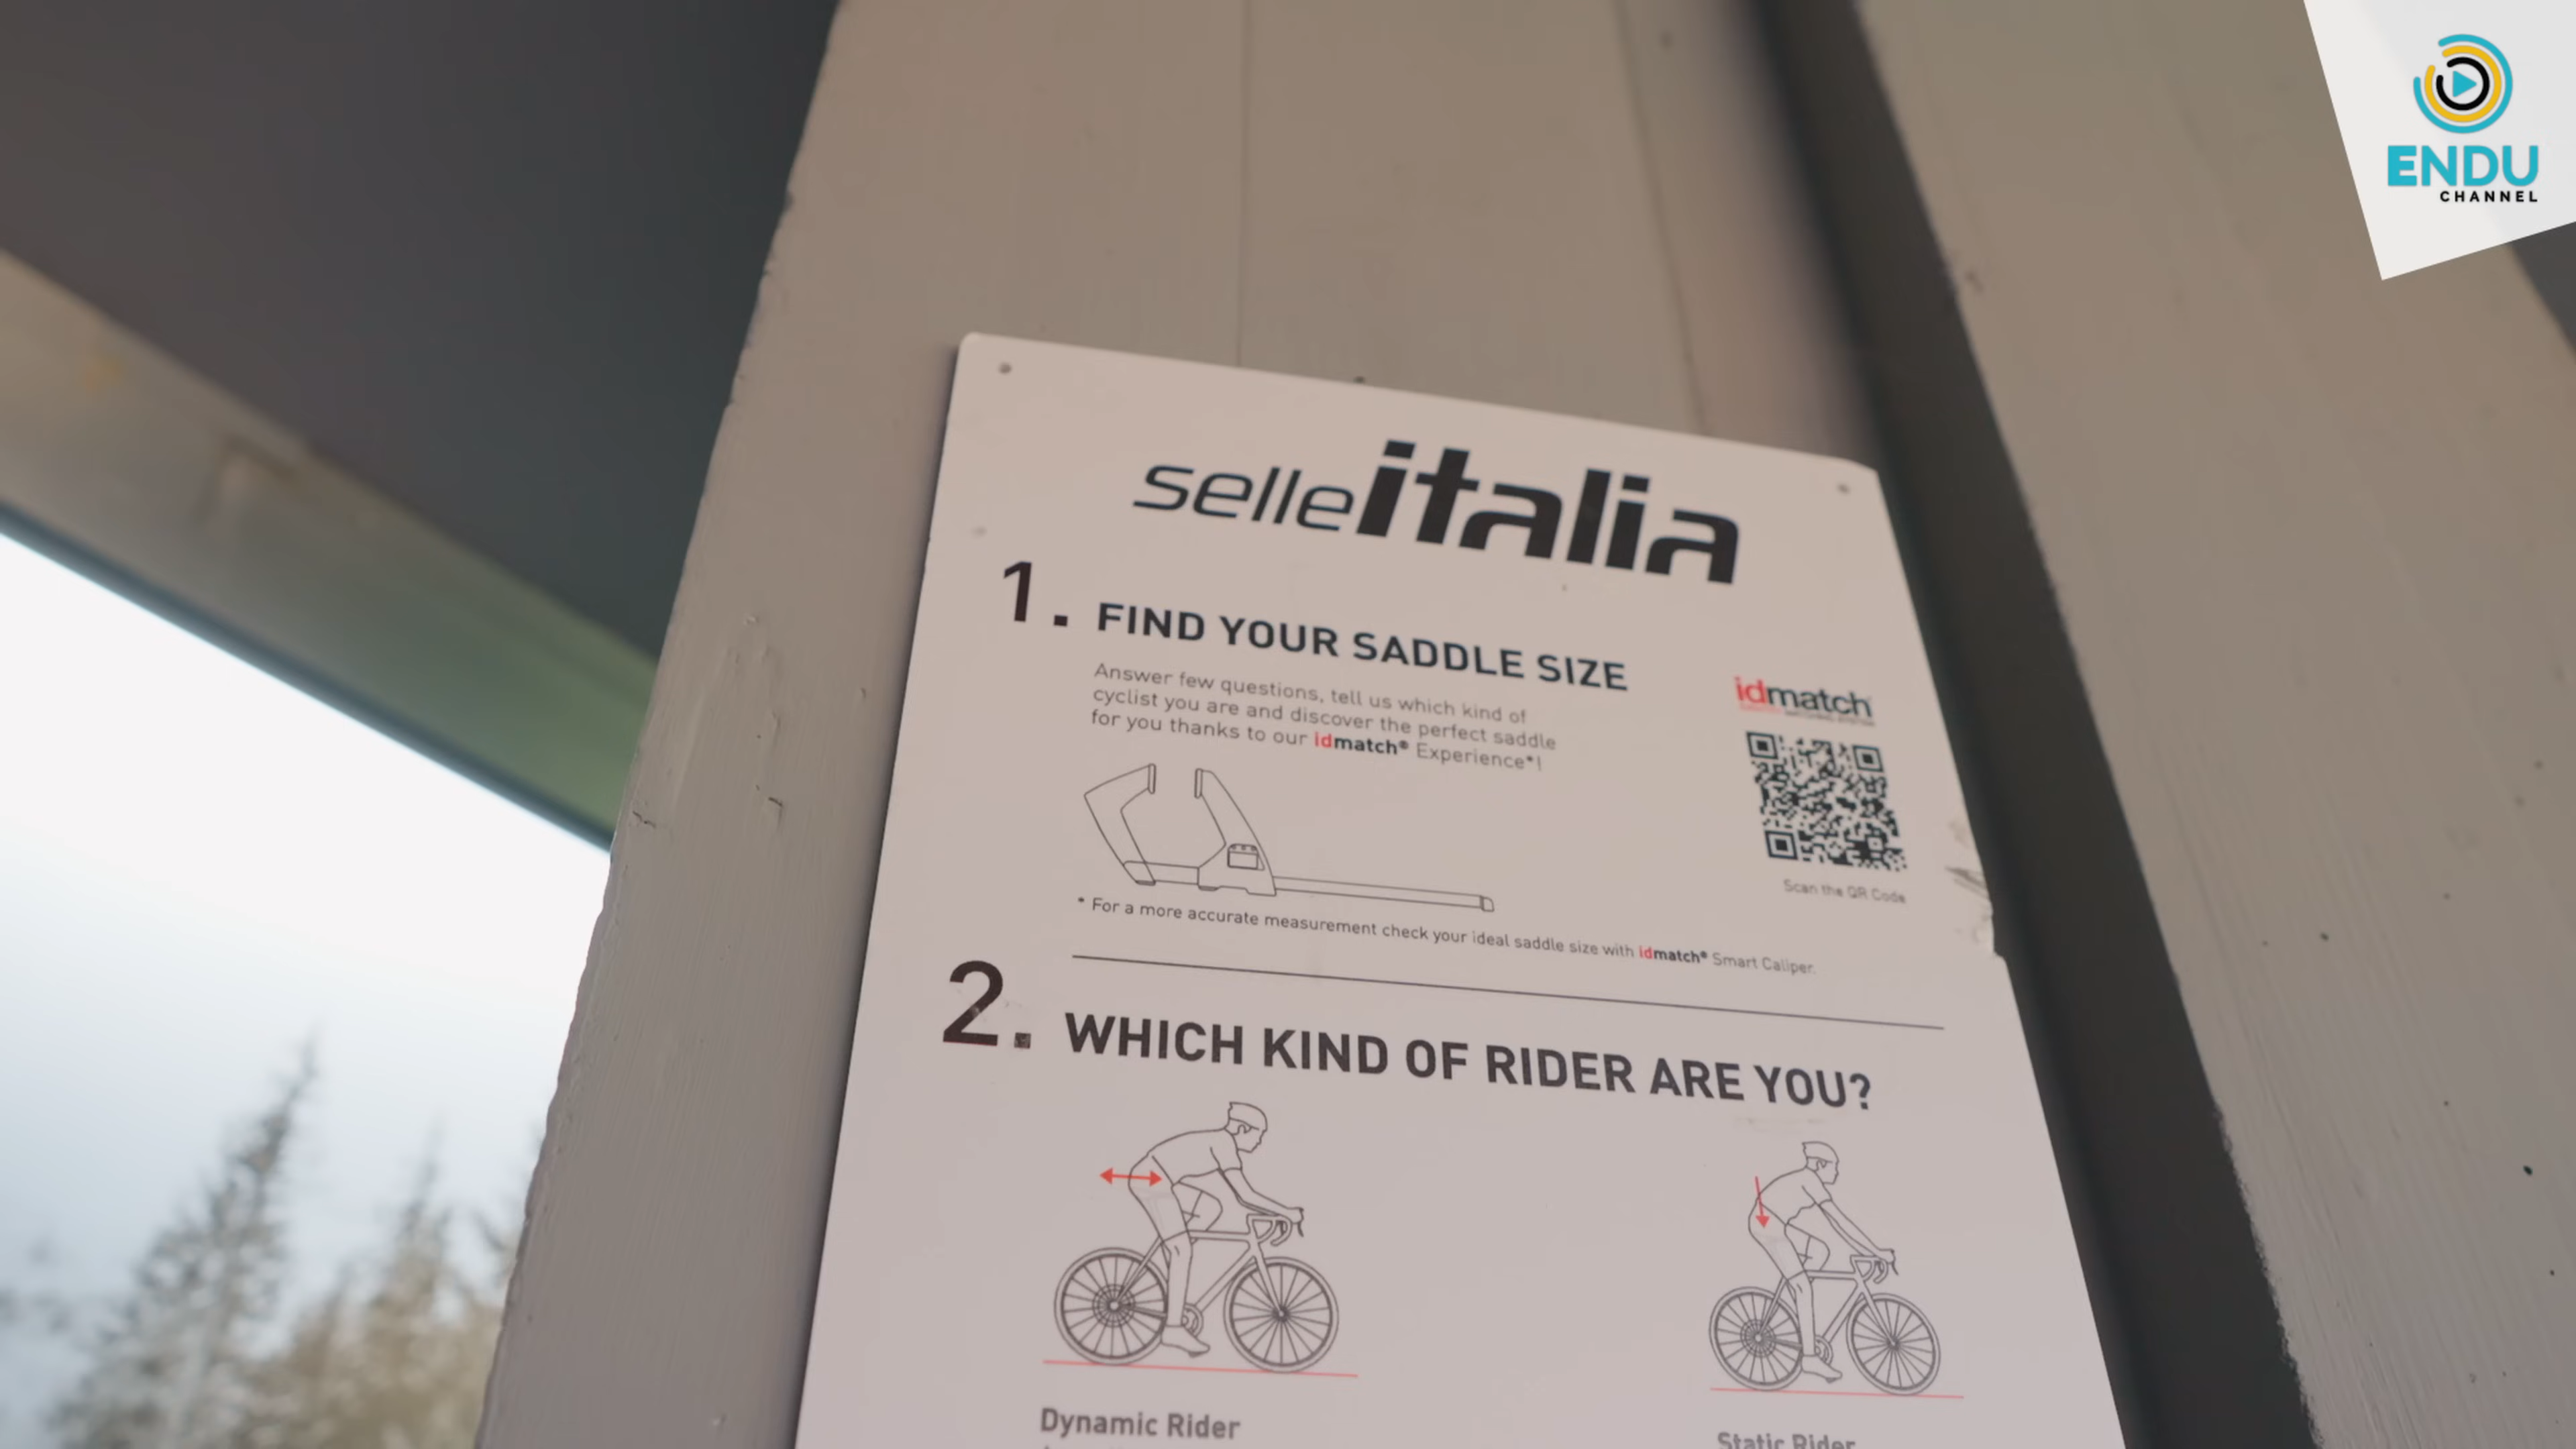 ENDU
CHANNEL
selleitalia
1. FIND YOUR SADDLE SIZE
Answer few questions, tell us which kind of
cyclist you are and discover the perfect saddle
for you thanks to our idmatch® Experience*!
idmatch
Scan the QR Code
* For a more accurate measurement check your ideal saddle size with idmatch® Smart Caliper.
2. WHICH KIND OF RIDER ARE YOU?
Dynamic Rider
Static Rider